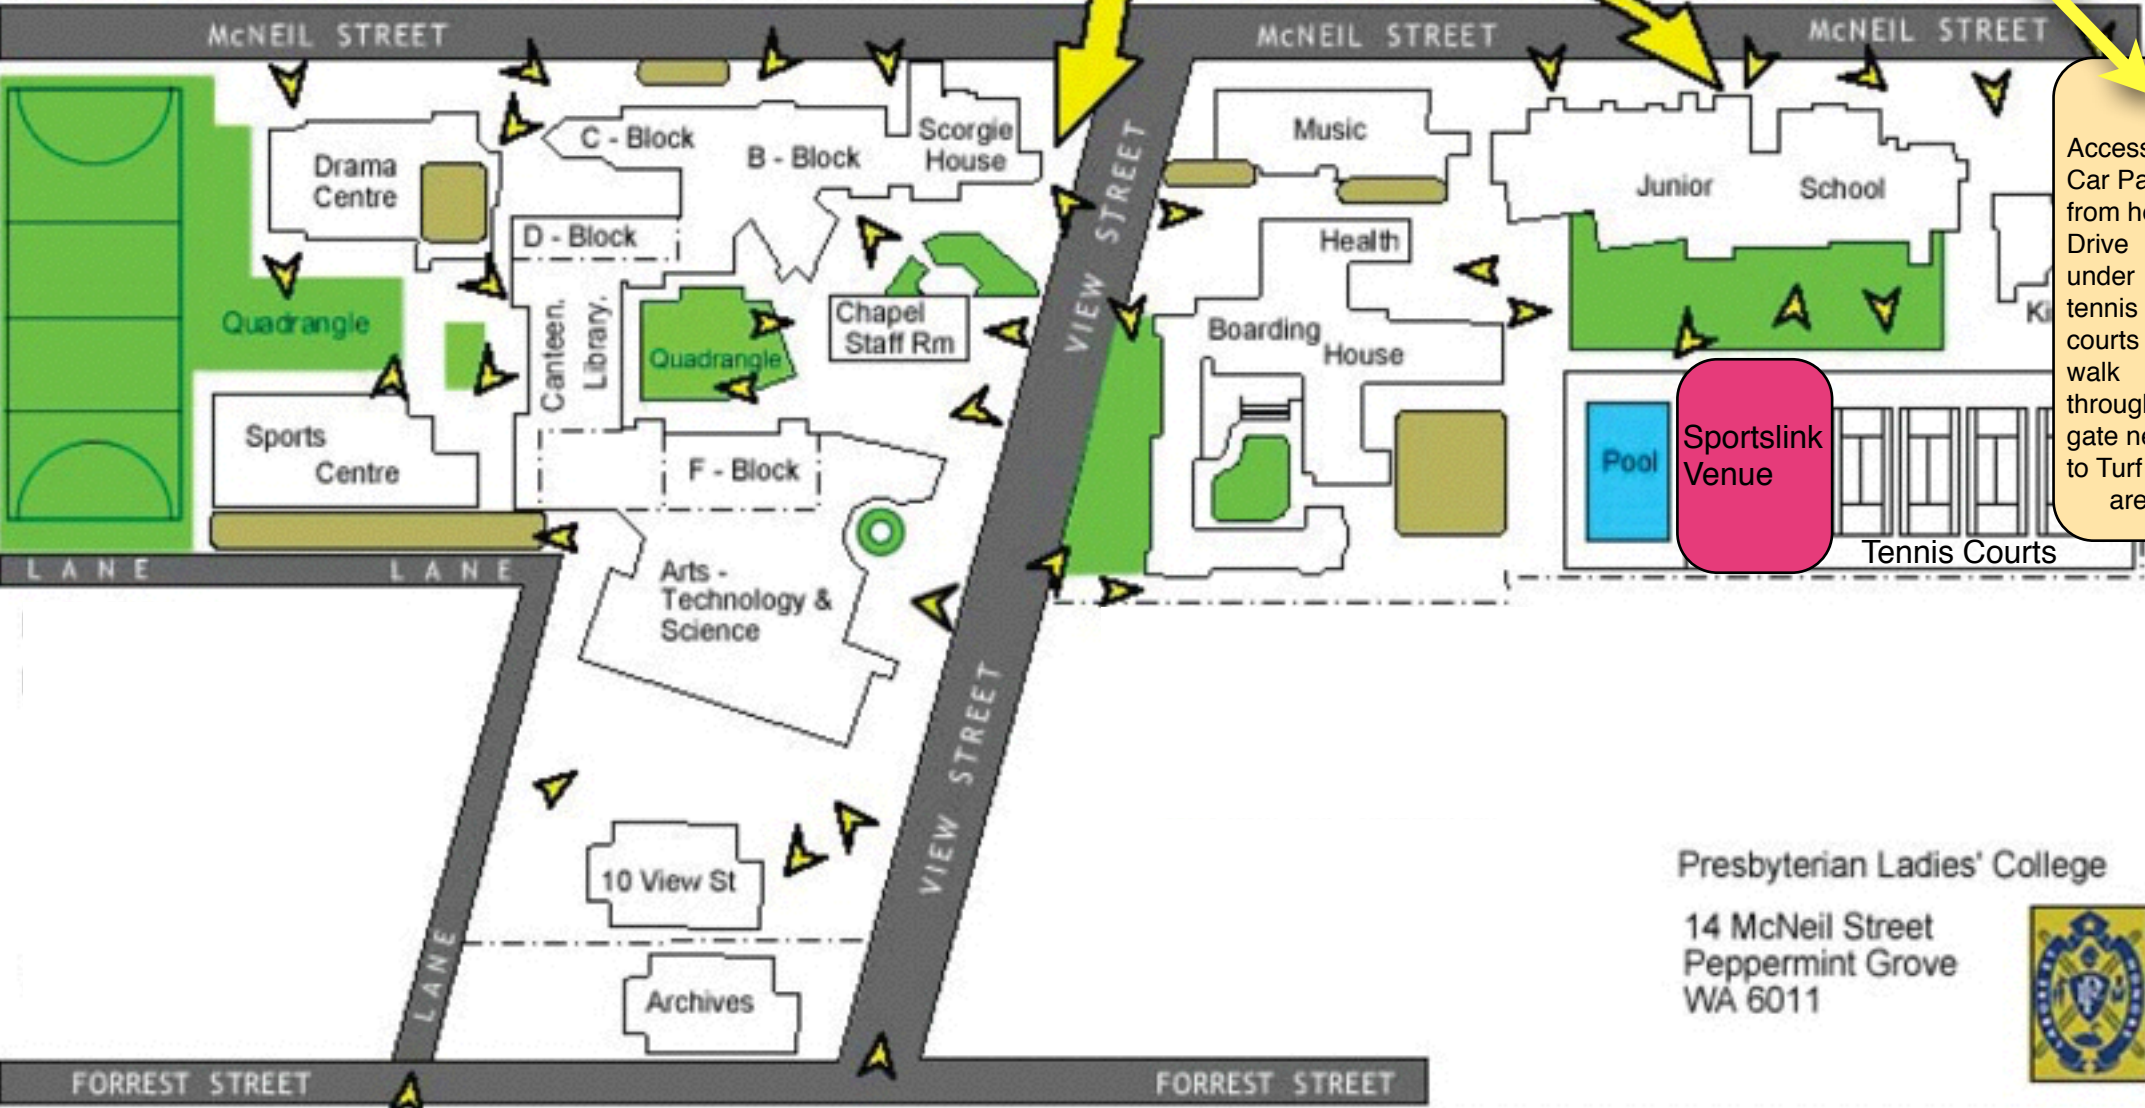 McNEIL STREET
McNEIL STREET
McNEIL STREET
C - Block
B - Block
Scorgie
House
Drama
Centre
D - Block
Canteen.
Library.
Quadrangle
Quadrangle
Chapel
Staff Rm
Sports
Centre
F - Block
LANE
LANE
Arts -
Technology &
Science
10 View St
Archives
LANE
VIEW STREET
VIEW STREET
Music
Health
Boarding
House
Junior School
Pool
Sportslink
Venue
Tennis Courts
Drive
under
tennis
courts
walk
to Turf
Presbyterian Ladies' College
14 McNeil Street
Peppermint Grove
WA 6011
FORREST STREET
FORREST STREET